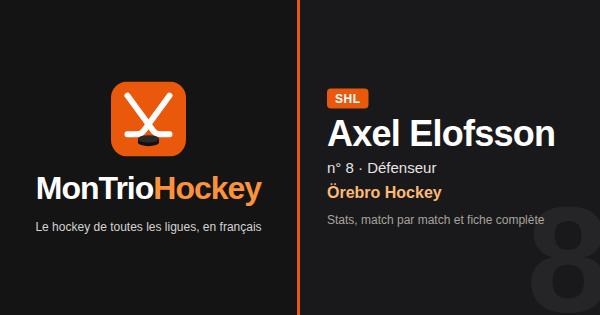 MonTrioHockey
Le hockey de toutes les ligues, en français
SHL
Axel Elofsson
n° 8 · Défenseur
Örebro Hockey
Stats, match par match et fiche complète
8